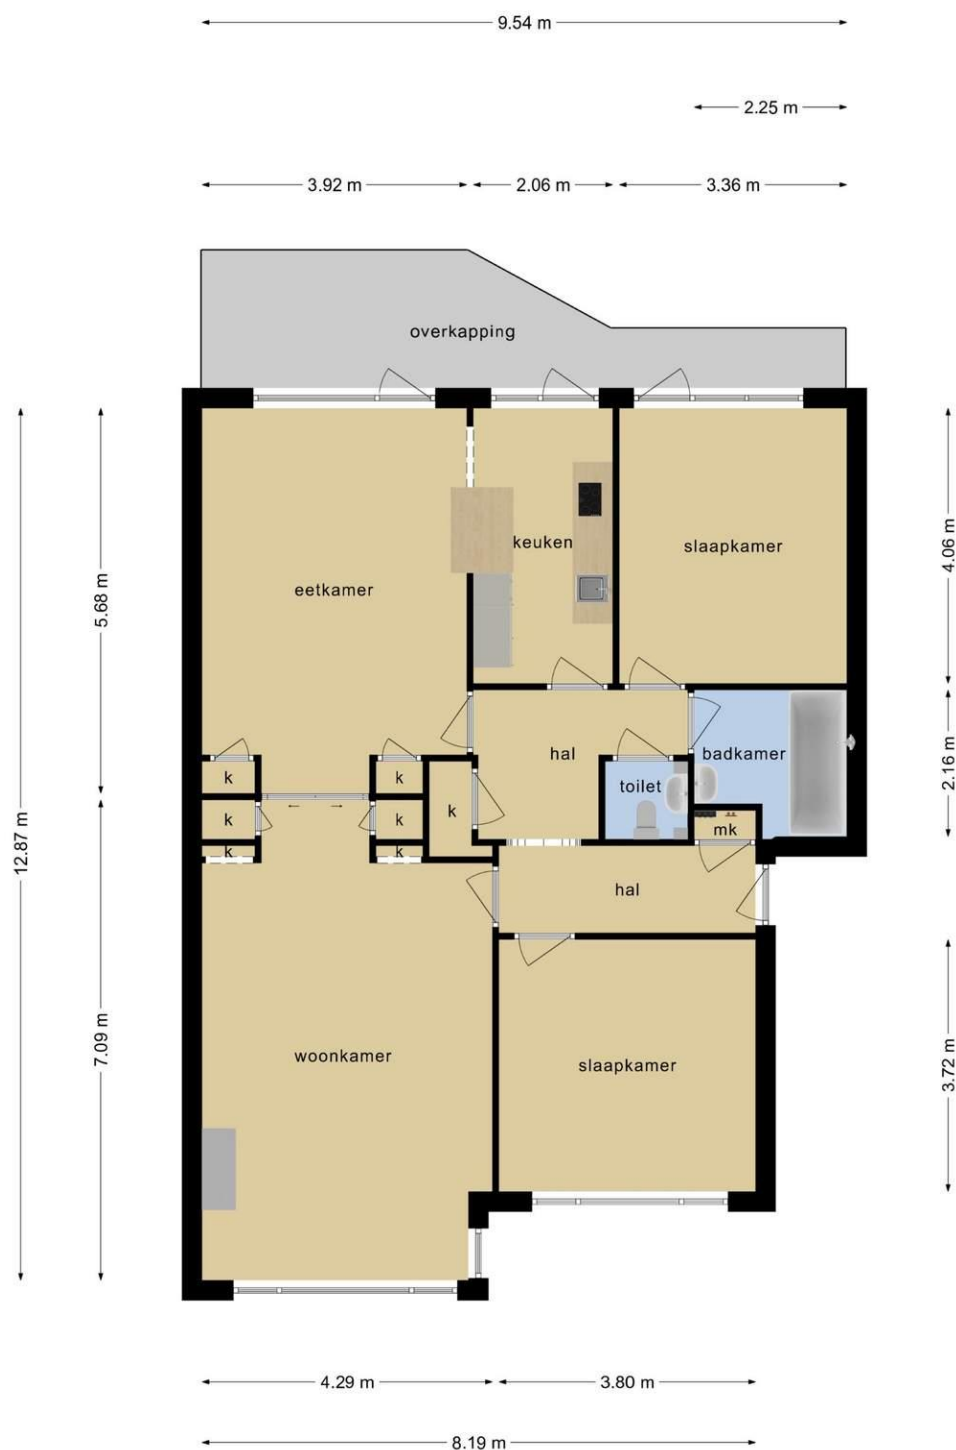 9.54 m
2.25 m
3.92 m
2.06 m
3.36 m
overkapping
keuken
slaapkamer
eetkamer
4.06 m
5.68 m
hal
badkamer
2.16 m
k
k
toilet
k
k
k
mk
12.87 m
k
k
hal
7.09 m
woonkamer
slaapkamer
3.72 m
4.29 m
3.80 m
8.19 m